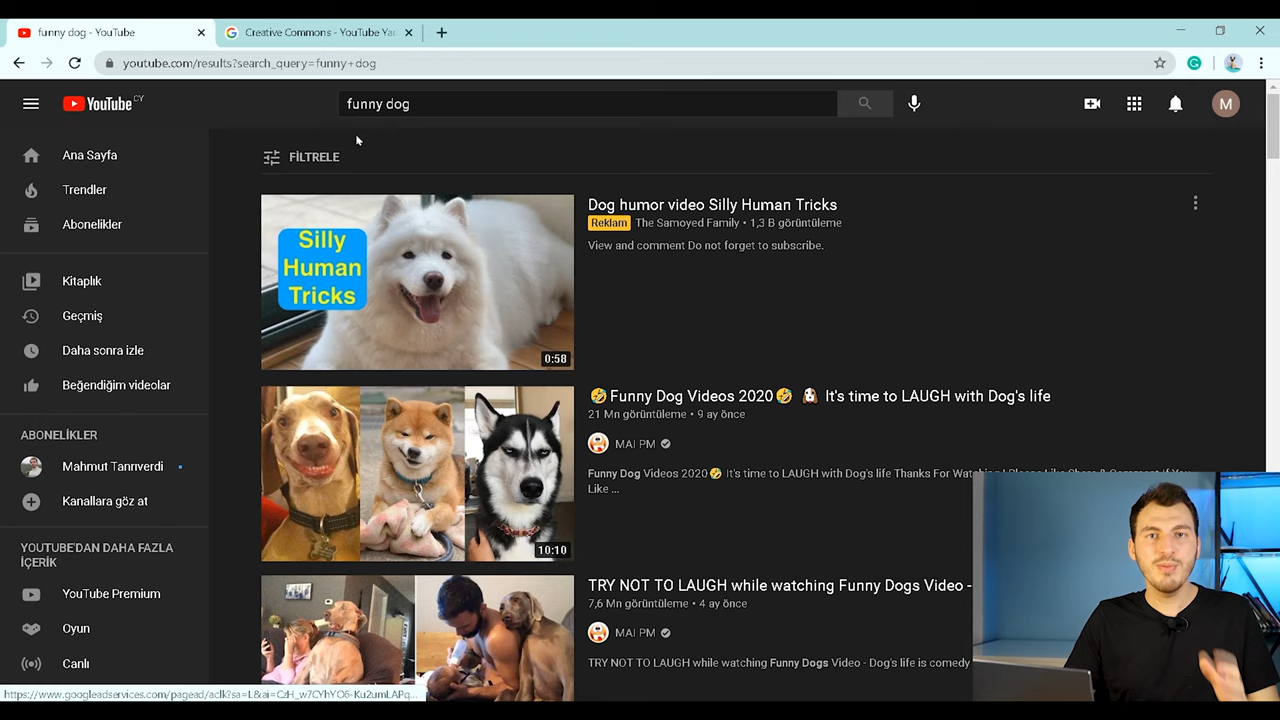 funny dog - YouTube
Creative Commons - YouTube Yar
youtube.com/results?search_query=funny+dog
YouTube CY
funny dog
M
Ana Sayfa
Trendler
Abonelikler
Kitaplık
Geçmiş
Daha sonra izle
Beğendiğim videolar
ABONELİKLER
Mahmut Tanrıverdi
Kanallara göz at
YOUTUBE'DAN DAHA FAZLA
İÇERİK
YouTube Premium
Oyun
Canlı
FİLTRELE
Silly
Human
Tricks
0:58
Dog humor video Silly Human Tricks
Reklam The Samoyed Family • 1,3 B görüntüleme
View and comment Do not forget to subscribe.
10:10
🤣Funny Dog Videos 2020🤣 🐶 It's time to LAUGH with Dog's life
21 Mn görüntüleme • 9 ay önce
MAI PM
Funny Dog Videos 2020🤣 It's time to LAUGH with Dog's life Thanks For Watching ! Please Like Share & Comment If You
Like ...
TRY NOT TO LAUGH while watching Funny Dogs Video -
7,6 Mn görüntüleme • 4 ay önce
MAI PM
TRY NOT TO LAUGH while watching Funny Dogs Video - Dog's life is comedy